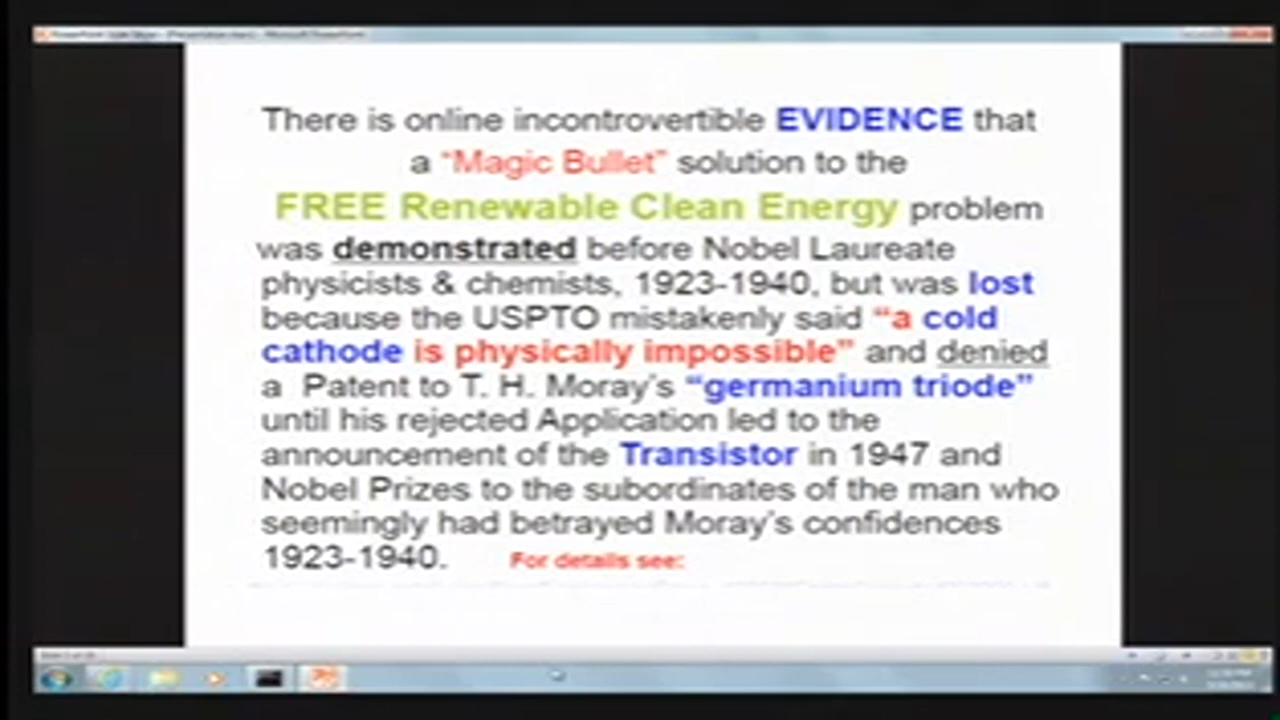 There is online incontrovertible EVIDENCE that
a “Magic Bullet” solution to the
FREE Renewable Clean Energy problem
was demonstrated before Nobel Laureate
physicists & chemists, 1923-1940, but was lost
because the USPTO mistakenly said “a cold
cathode is physically impossible” and denied
a Patent to T. H. Moray’s “germanium triode”
until his rejected Application led to the
announcement of the Transistor in 1947 and
Nobel Prizes to the subordinates of the man who
seemingly had betrayed Moray’s confidences
1923-1940. For details see: